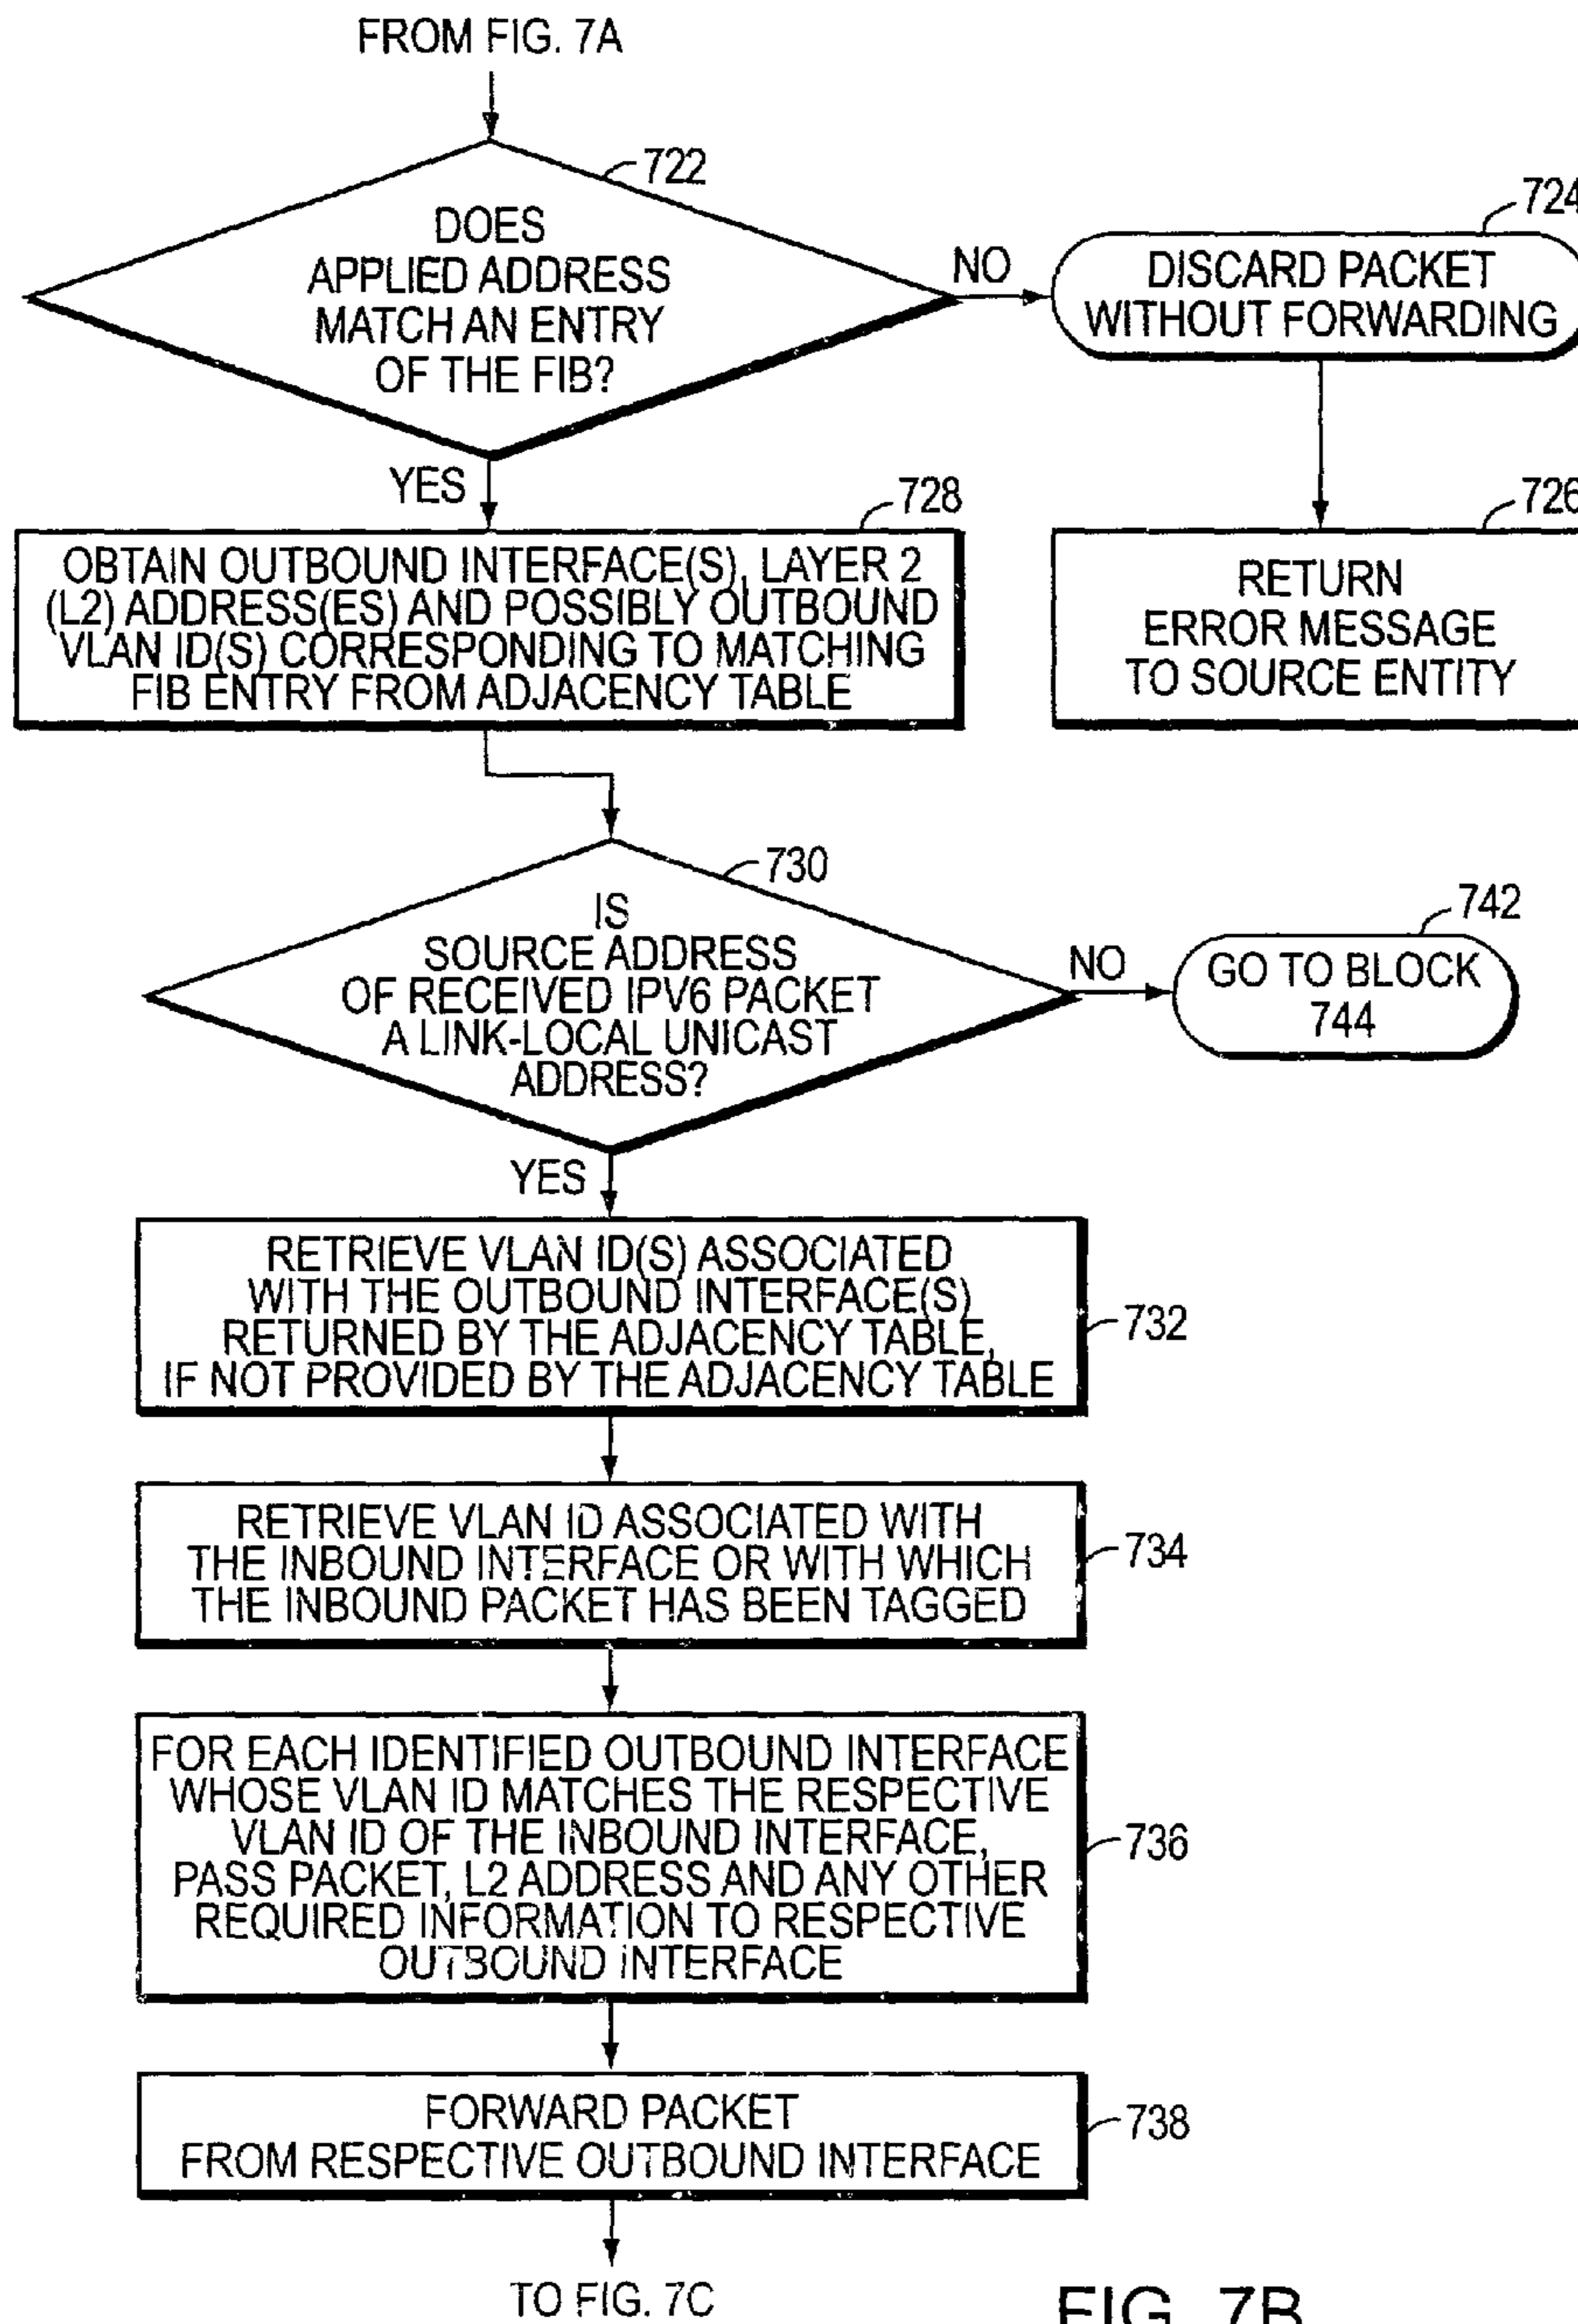 FROM FIG. 7A
722
DOES
APPLIED ADDRESS
MATCH AN ENTRY
OF THE FIB?
NO
724
DISCARD PACKET
WITHOUT FORWARDING
YES
728
OBTAIN OUTBOUND INTERFACE(S), LAYER 2
(L2) ADDRESS(ES) AND POSSIBLY OUTBOUND
VLAN ID(S) CORRESPONDING TO MATCHING
FIB ENTRY FROM ADJACENCY TABLE
726
RETURN
ERROR MESSAGE
TO SOURCE ENTITY
730
IS
SOURCE ADDRESS
OF RECEIVED IPV6 PACKET
A LINK-LOCAL UNICAST
ADDRESS?
NO
742
GO TO BLOCK
744
YES
RETRIEVE VLAN ID(S) ASSOCIATED
WITH THE OUTBOUND INTERFACE(S)
RETURNED BY THE ADJACENCY TABLE,
IF NOT PROVIDED BY THE ADJACENCY TABLE
732
RETRIEVE VLAN ID ASSOCIATED WITH
THE INBOUND INTERFACE OR WITH WHICH
THE INBOUND PACKET HAS BEEN TAGGED
734
FOR EACH IDENTIFIED OUTBOUND INTERFACE
WHOSE VLAN ID MATCHES THE RESPECTIVE
VLAN ID OF THE INBOUND INTERFACE,
PASS PACKET, L2 ADDRESS AND ANY OTHER
REQUIRED INFORMATION TO RESPECTIVE
OUTBOUND INTERFACE
736
FORWARD PACKET
FROM RESPECTIVE OUTBOUND INTERFACE
738
TO FIG. 7C
FIG. 7B